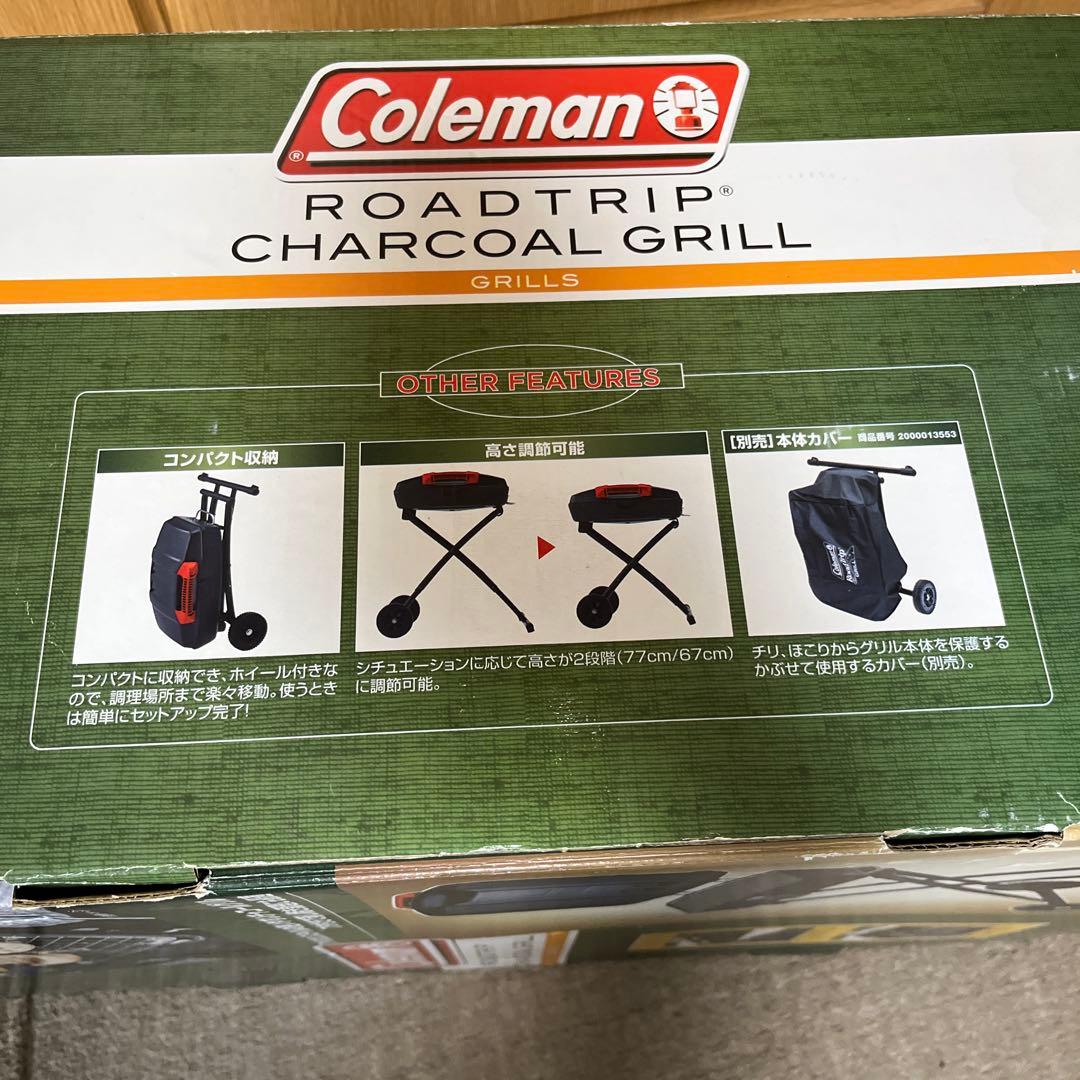 Coleman
ROADTRIP®
CHARCOAL GRILL
GRILLS
OTHER FEATURES
コンパクト収納
コンパクトに収納でき、ホイール付きな
ので、調理場所まで楽々移動。使うとき
は簡単にセットアップ完了!
高さ調節可能
シチュエーションに応じて高さが2段階(77cm/67cm)
に調節可能。
[別売]本体カバー 商品番号 2000013553
Coleman
RoadTrip
GRILL
チリ、ほこりからグリル本体を保護する
かぶせて使用するカバー(別売)。
Coleman